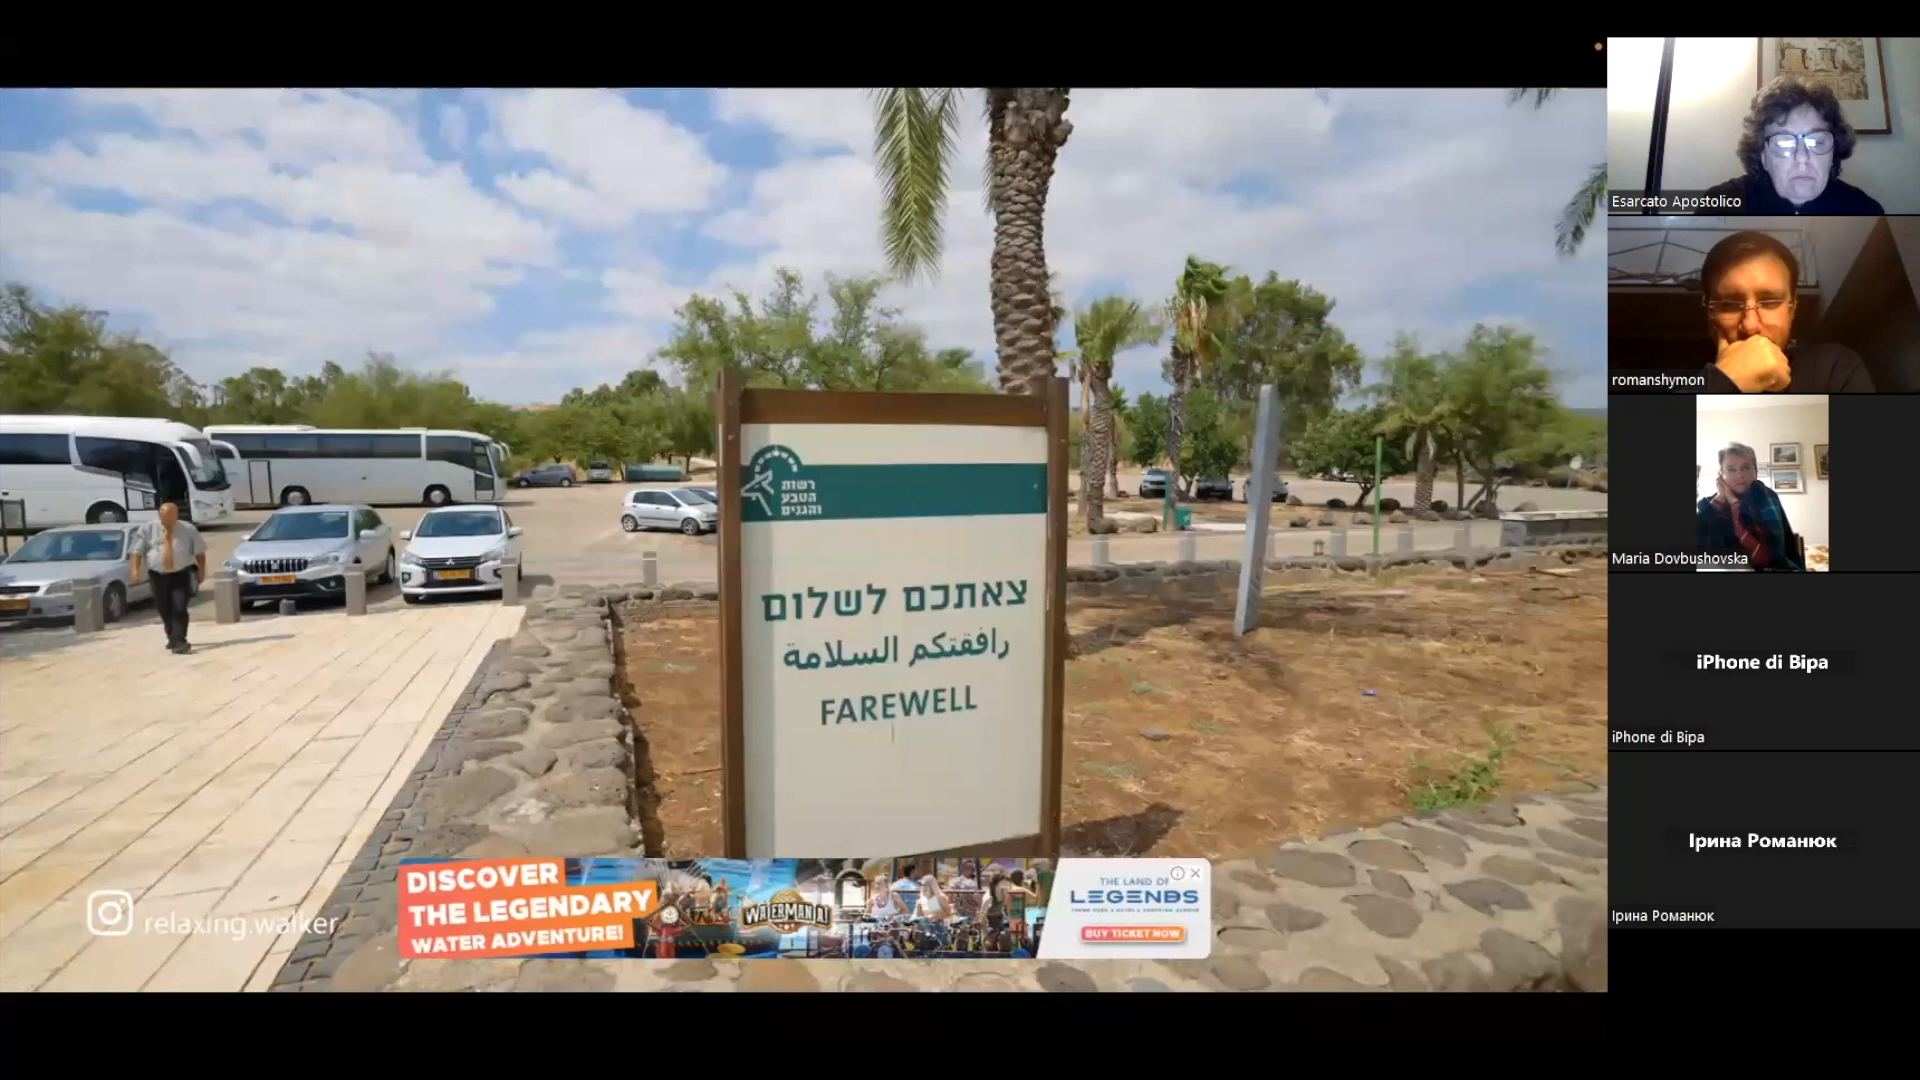 רשות
הטבע
והגנים
צאתכם לשלום
رافقتكم السلامة
FAREWELL
relaxing.walker
DISCOVER
THE LEGENDARY
WATER ADVENTURE!
WATERMANIA!
THE LAND OF
LEGENDS
BUY TICKET NOW
Esarcato Apostolico
romanshymon
Maria Dovbushovska
iPhone di Bipa
iPhone di Bipa
Ірина Романюк
Ірина Романюк